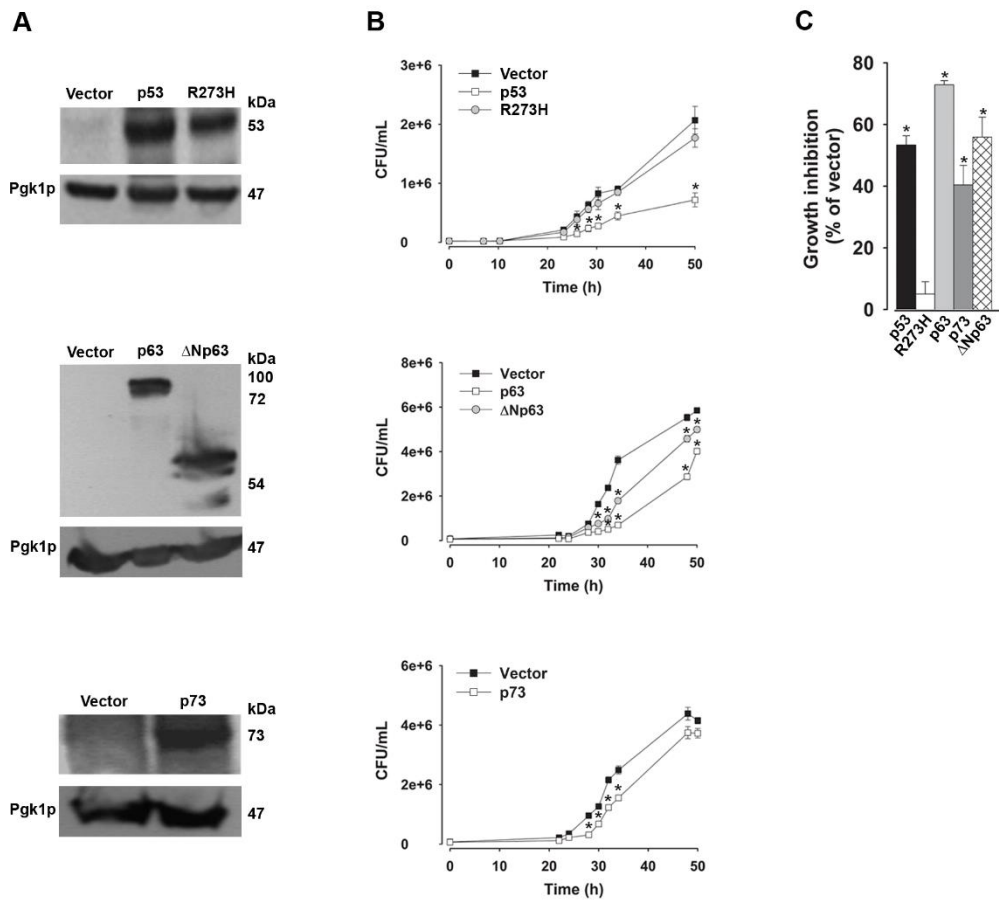 A
Vector p53 R273H kDa
53
Pgk1p 47
Vector p63 ΔNp63 kDa
100
72
54
Pgk1p 47
Vector p73 kDa
73
Pgk1p 47
B
3e+6
2e+6
1e+6
0
CFU/mL
Vector
p53
R273H
* * * * *
0 10 20 30 40 50
Time (h)
8e+6
6e+6
4e+6
2e+6
0
CFU/mL
Vector
p63
ΔNp63
* * * * * * * * * *
0 10 20 30 40 50
Time (h)
6e+6
4e+6
2e+6
0
CFU/mL
Vector
p73
* * * *
0 10 20 30 40 50
Time (h)
C
80
60
40
20
0
Growth inhibition
(% of vector)
* * * *
p53
R273H
p63
p73
ΔNp63